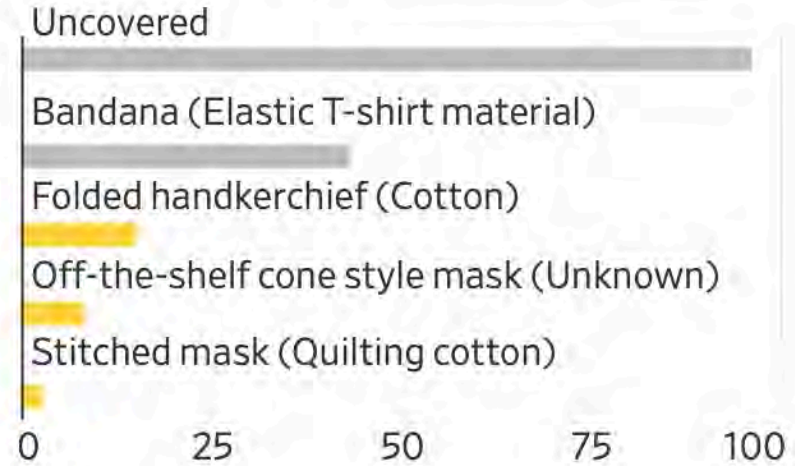 Uncovered
Bandana (Elastic T-shirt material)
Folded handkerchief (Cotton)
Off-the-shelf cone style mask (Unknown)
Stitched mask (Quilting cotton)
0 25 50 75 100